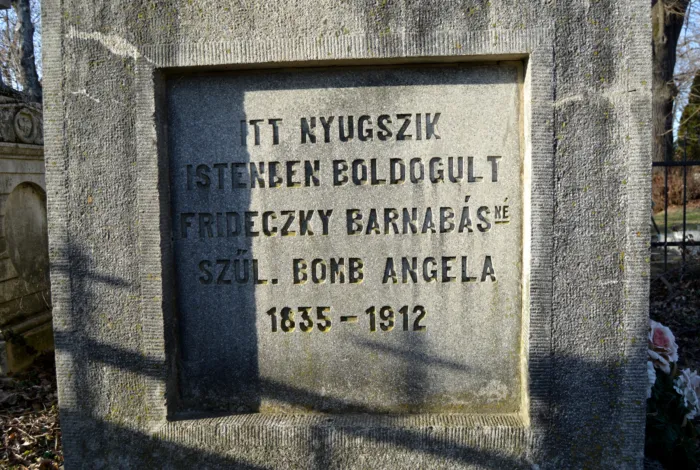 ITT NYUGSZIK
ISTENBEN BOLDOGULT
FRIDECZKY BARNABÁSNÉ
SZÜL. BOMB ANGELA
1835-1912